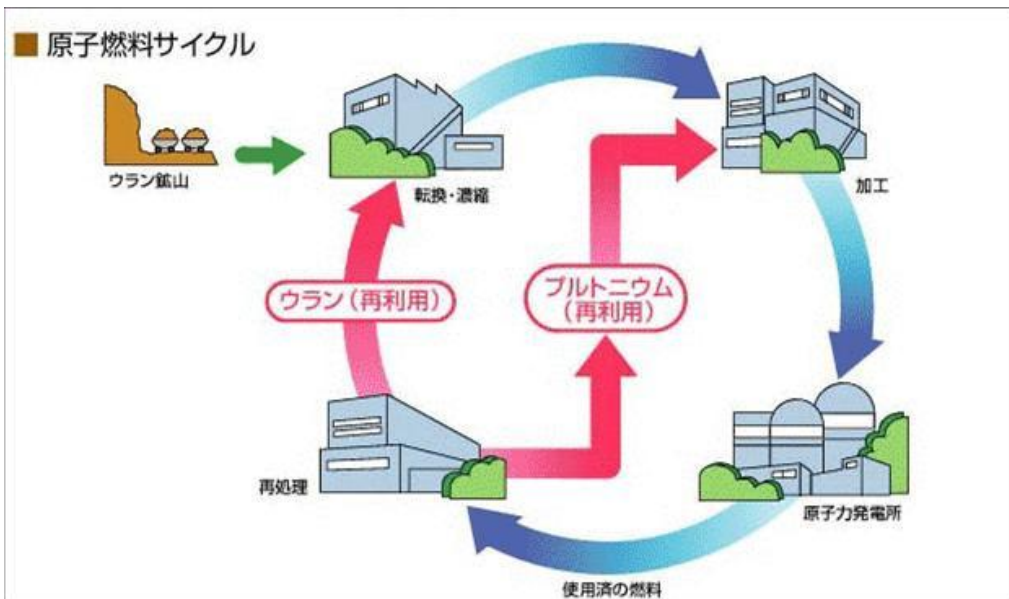 原子燃料サイクル
ウラン鉱山
転換・濃縮
加工
ウラン(再利用)
プルトニウム
(再利用)
再処理
原子力発電所
使用済の燃料